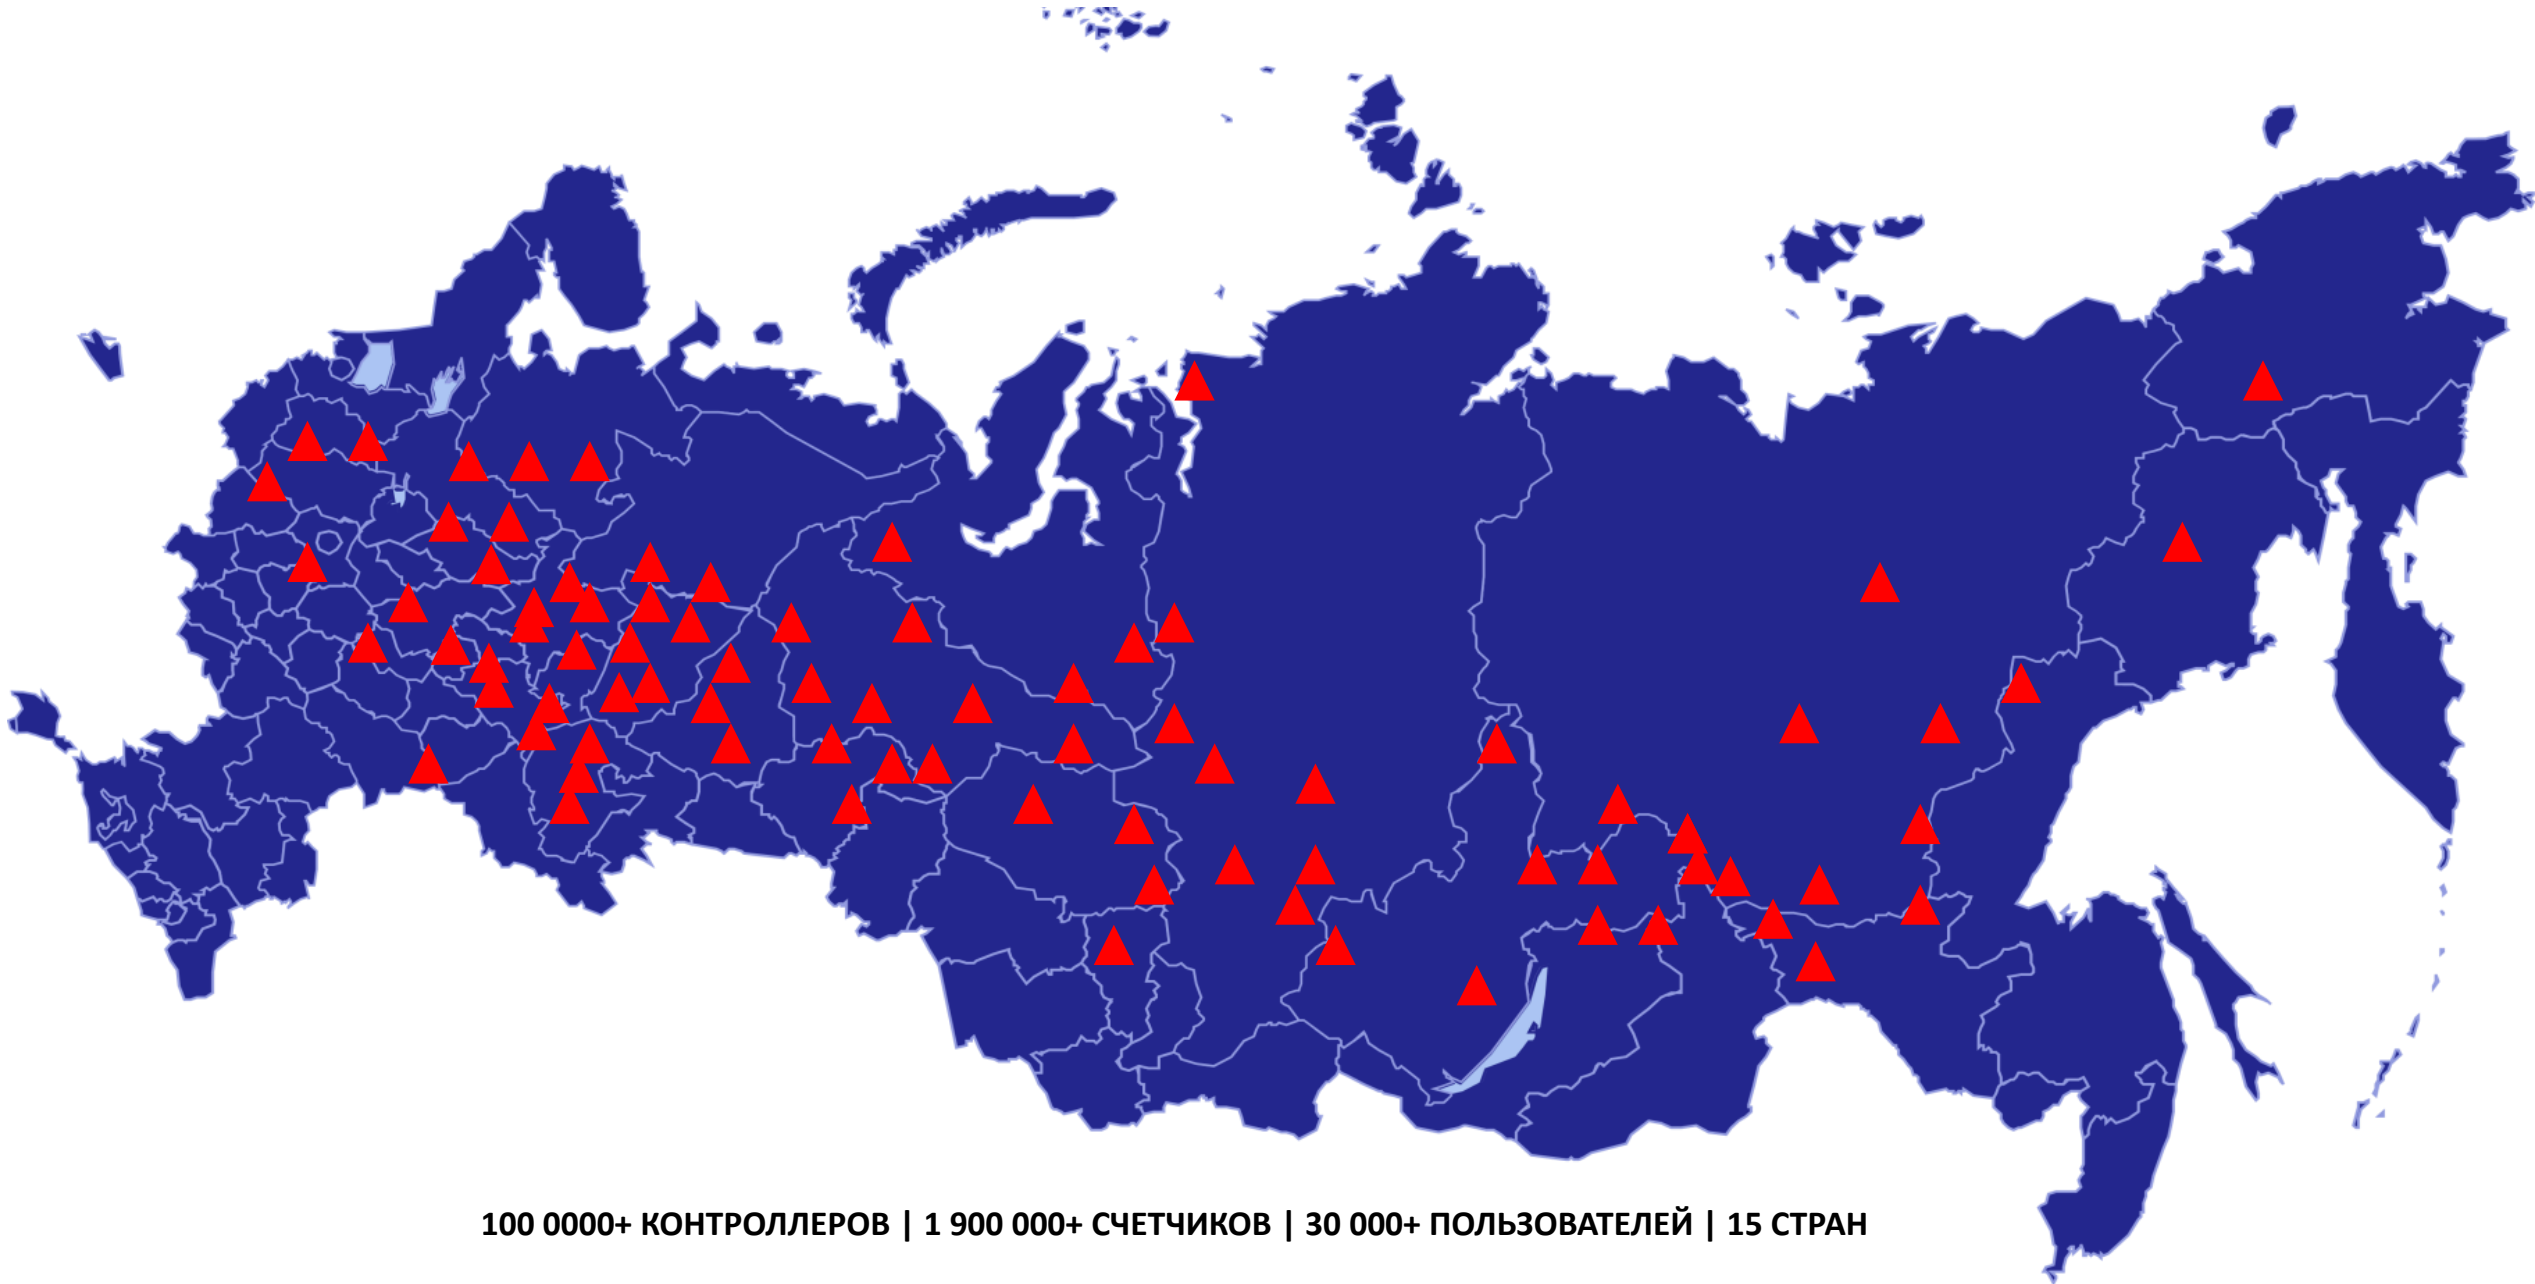 100 0000+ КОНТРОЛЛЕРОВ | 1 900 000+ СЧЕТЧИКОВ | 30 000+ ПОЛЬЗОВАТЕЛЕЙ | 15 СТРАН